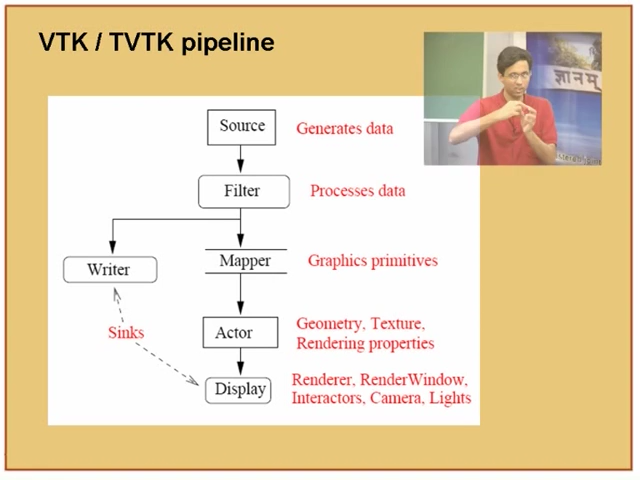 VTK / TVTK pipeline
ज्ञानम्
Source Generates data
Filter Processes data
Writer
Mapper Graphics primitives
Sinks
Actor Geometry, Texture,
Rendering properties
Display Renderer, RenderWindow,
Interactors, Camera, Lights